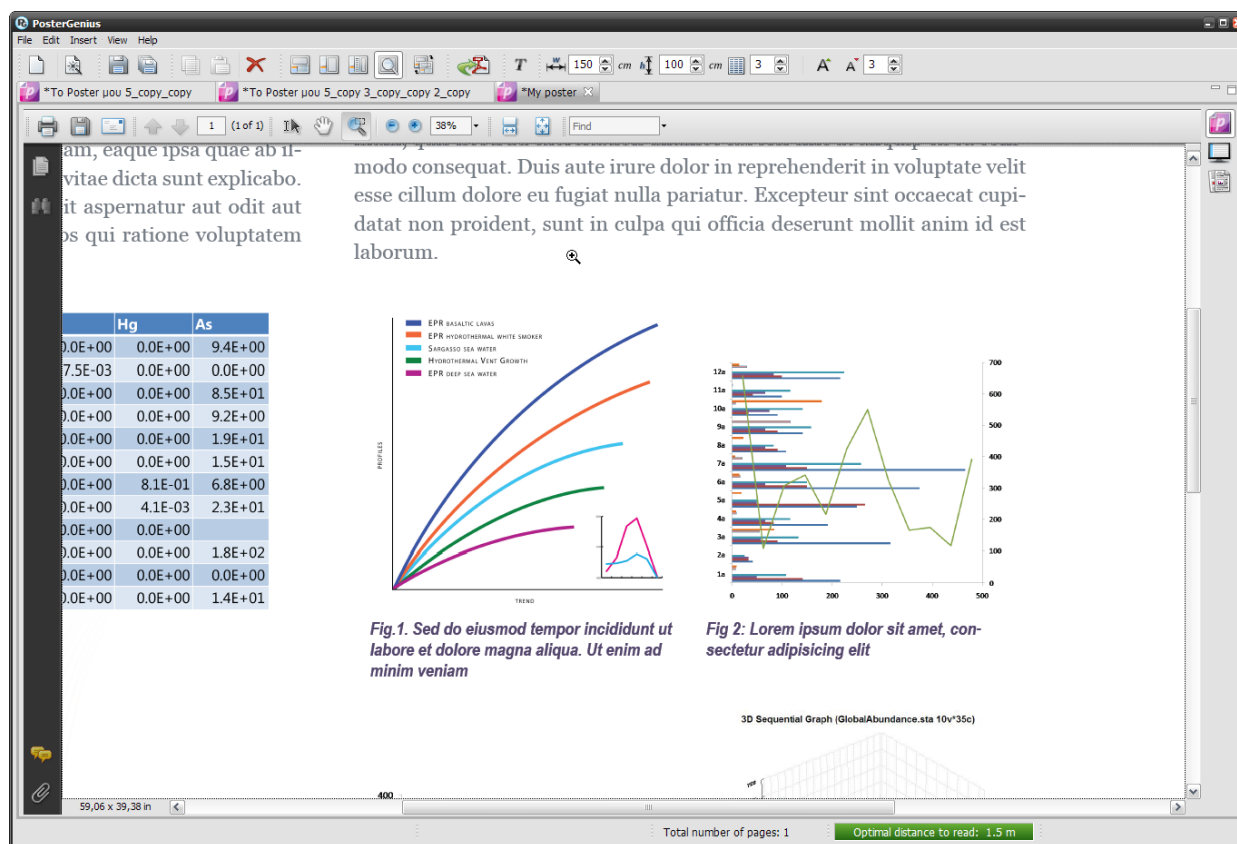 PosterGenius
File Edit Insert View Help
T 150 cm h 100 cm 3 A A 3
*Το Poster μου 5_copy_copy *Το Poster μου 5_copy 3_copy_copy 2_copy *My poster
1 (1 of 1) 38% Find
am, eaque ipsa quae ab il-
vitae dicta sunt explicabo.
it aspernatur aut odit aut
os qui ratione voluptatem
modo consequat. Duis aute irure dolor in reprehenderit in voluptate velit
esse cillum dolore eu fugiat nulla pariatur. Excepteur sint occaecat cupi-
datat non proident, sunt in culpa qui officia deserunt mollit anim id est
laborum.
Hg As
0.0E+00 0.0E+00 9.4E+00
7.5E-03 0.0E+00 0.0E+00
0.0E+00 0.0E+00 8.5E+01
0.0E+00 0.0E+00 9.2E+00
0.0E+00 0.0E+00 1.9E+01
0.0E+00 0.0E+00 1.5E+01
0.0E+00 8.1E-01 6.8E+00
0.0E+00 4.1E-03 2.3E+01
0.0E+00 0.0E+00
0.0E+00 0.0E+00 1.8E+02
0.0E+00 0.0E+00 0.0E+00
0.0E+00 0.0E+00 1.4E+01
EPR BASALTIC LAVAS
EPR HYDROTHERMAL WHITE SMOKER
SARGASSO SEA WATER
HYDROTHERMAL VENT GROWTH
EPR DEEP SEA WATER
PROFILES
TREND
12a
11a
10a
9a
8a
7a
6a
5a
4a
3a
2a
1a
700
600
500
400
300
200
100
0
0 100 200 300 400 500
Fig.1. Sed do eiusmod tempor incididunt ut
labore et dolore magna aliqua. Ut enim ad
minim veniam
Fig 2: Lorem ipsum dolor sit amet, con-
sectetur adipisicing elit
3D Sequential Graph (GlobalAbundance.sta 10v*35c)
400
59,06 x 39,38 in
Total number of pages: 1
Optimal distance to read: 1.5 m